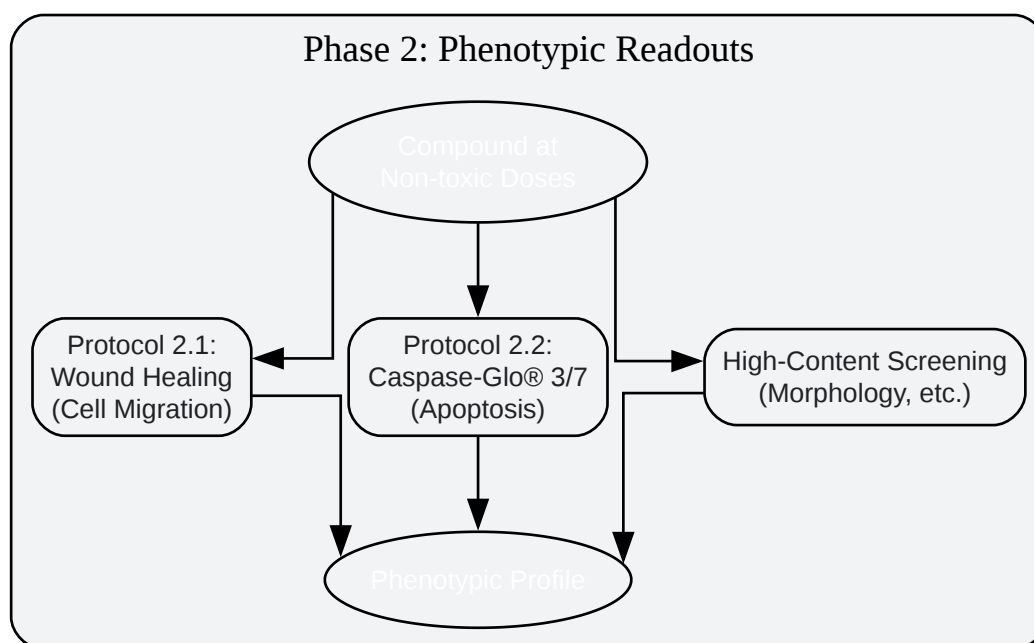 Phase 2: Phenotypic Readouts
Compound at
Non-toxic Doses
Protocol 2.1:
Wound Healing
(Cell Migration)
Protocol 2.2:
Caspase-Glo® 3/7
(Apoptosis)
High-Content Screening
(Morphology, etc.)
Phenotypic Profile